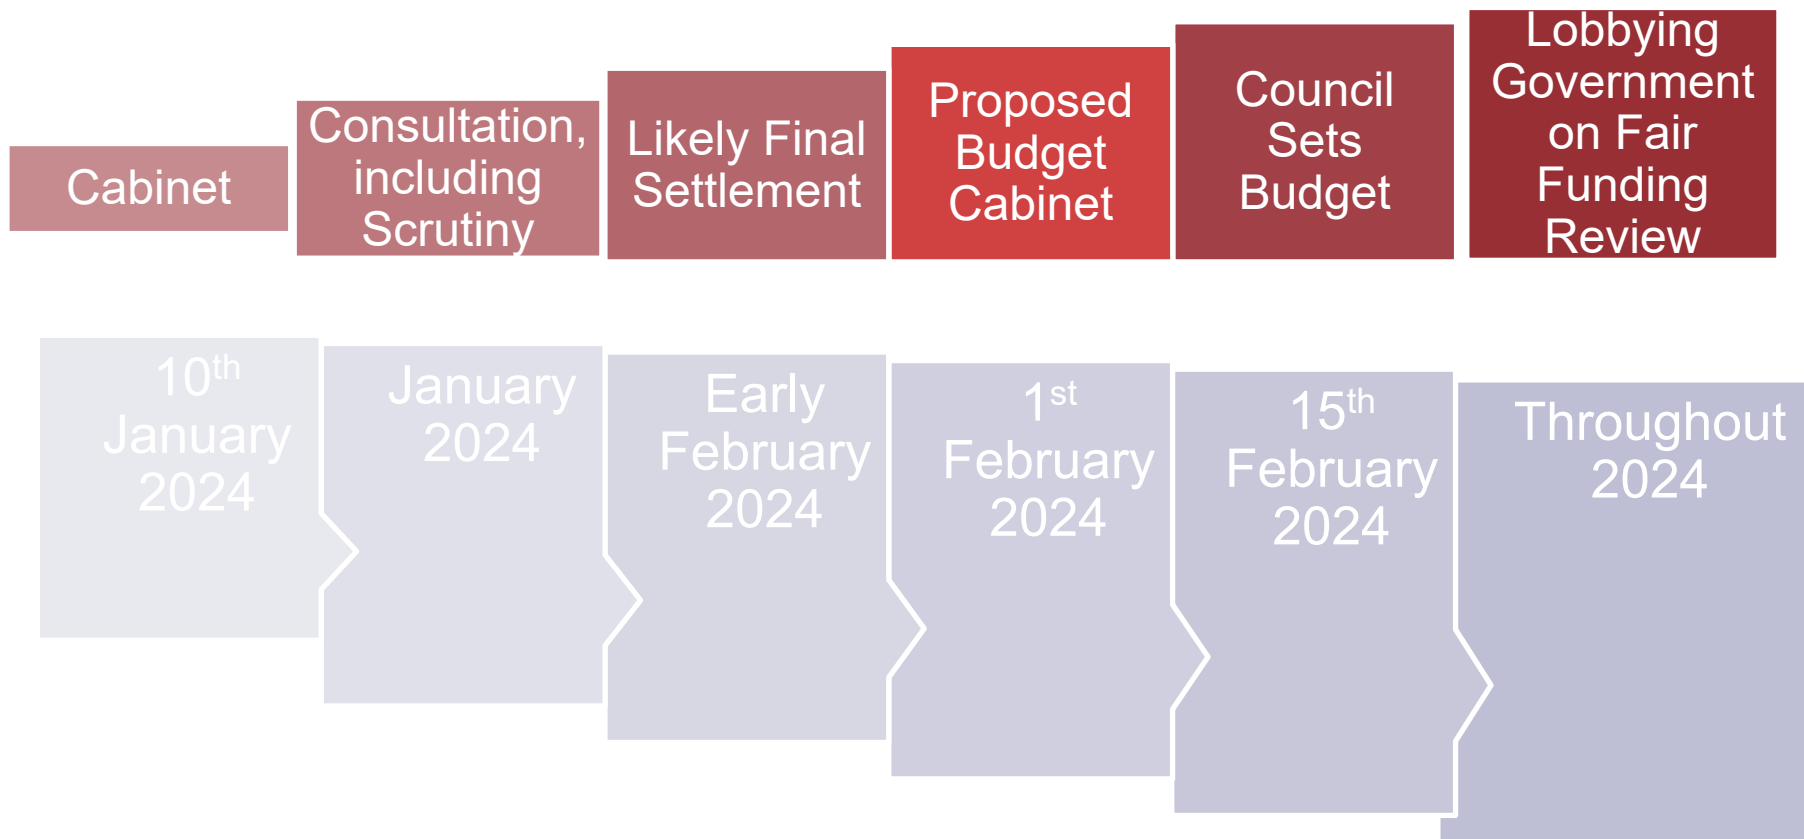 Cabinet
Consultation,
including
Scrutiny
Likely Final
Settlement
Proposed
Budget
Cabinet
Council
Sets
Budget
Lobbying
Government
on Fair
Funding
Review
10th
January
2024
January
2024
Early
February
2024
1st
February
2024
15th
February
2024
Throughout
2024